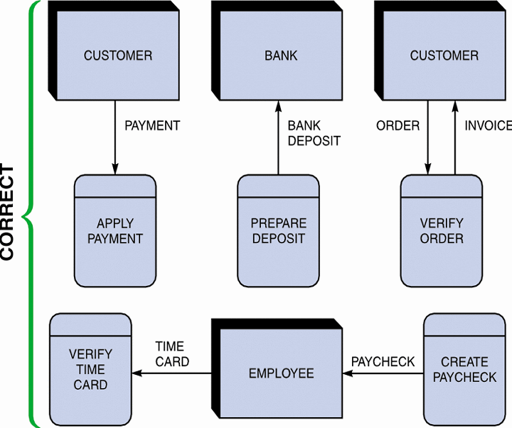 CORRECT
CUSTOMER
BANK
CUSTOMER
PAYMENT
BANK
DEPOSIT
ORDER
INVOICE
APPLY
PAYMENT
PREPARE
DEPOSIT
VERIFY
ORDER
VERIFY
TIME
CARD
TIME
CARD
EMPLOYEE
PAYCHECK
CREATE
PAYCHECK